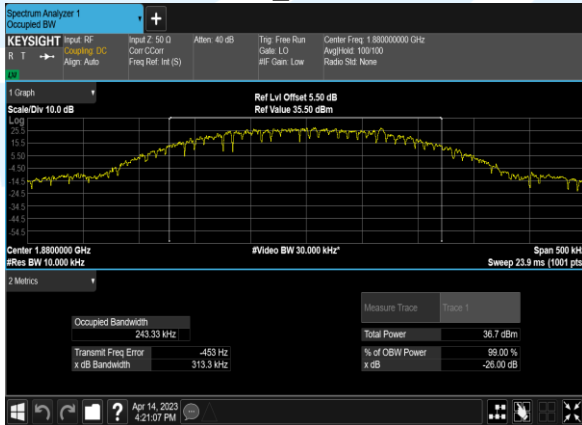 Spectrum Analyzer 1
Occupied BW
+
KEYSIGHT Input: RF Input Z: 50 Ω Atten: 40 dB Trig: Free Run Center Freq: 1.880000000 GHz
R T Coupling: DC Corr CCorr Gate: LO Avg|Hold: 100/100
Align: Auto Freq Ref: Int (S) #IF Gain: Low Radio Std: None
1 Graph
Ref Lvl Offset 5.50 dB
Scale/Div 10.0 dB Ref Value 35.50 dBm
Log
25.5
15.5
5.50
-4.50
-14.5
-24.5
-34.5
-44.5
-54.5
Center 1.8800000 GHz #Video BW 30.000 kHz* Span 500 kH
#Res BW 10.000 kHz Sweep 23.9 ms (1001 pts
2 Metrics
Measure Trace Trace 1
Occupied Bandwidth
243.33 kHz Total Power 36.7 dBm
Transmit Freq Error -453 Hz % of OBW Power 99.00 %
x dB Bandwidth 313.3 kHz x dB -26.00 dB
? Apr 14, 2023
4:21:07 PM